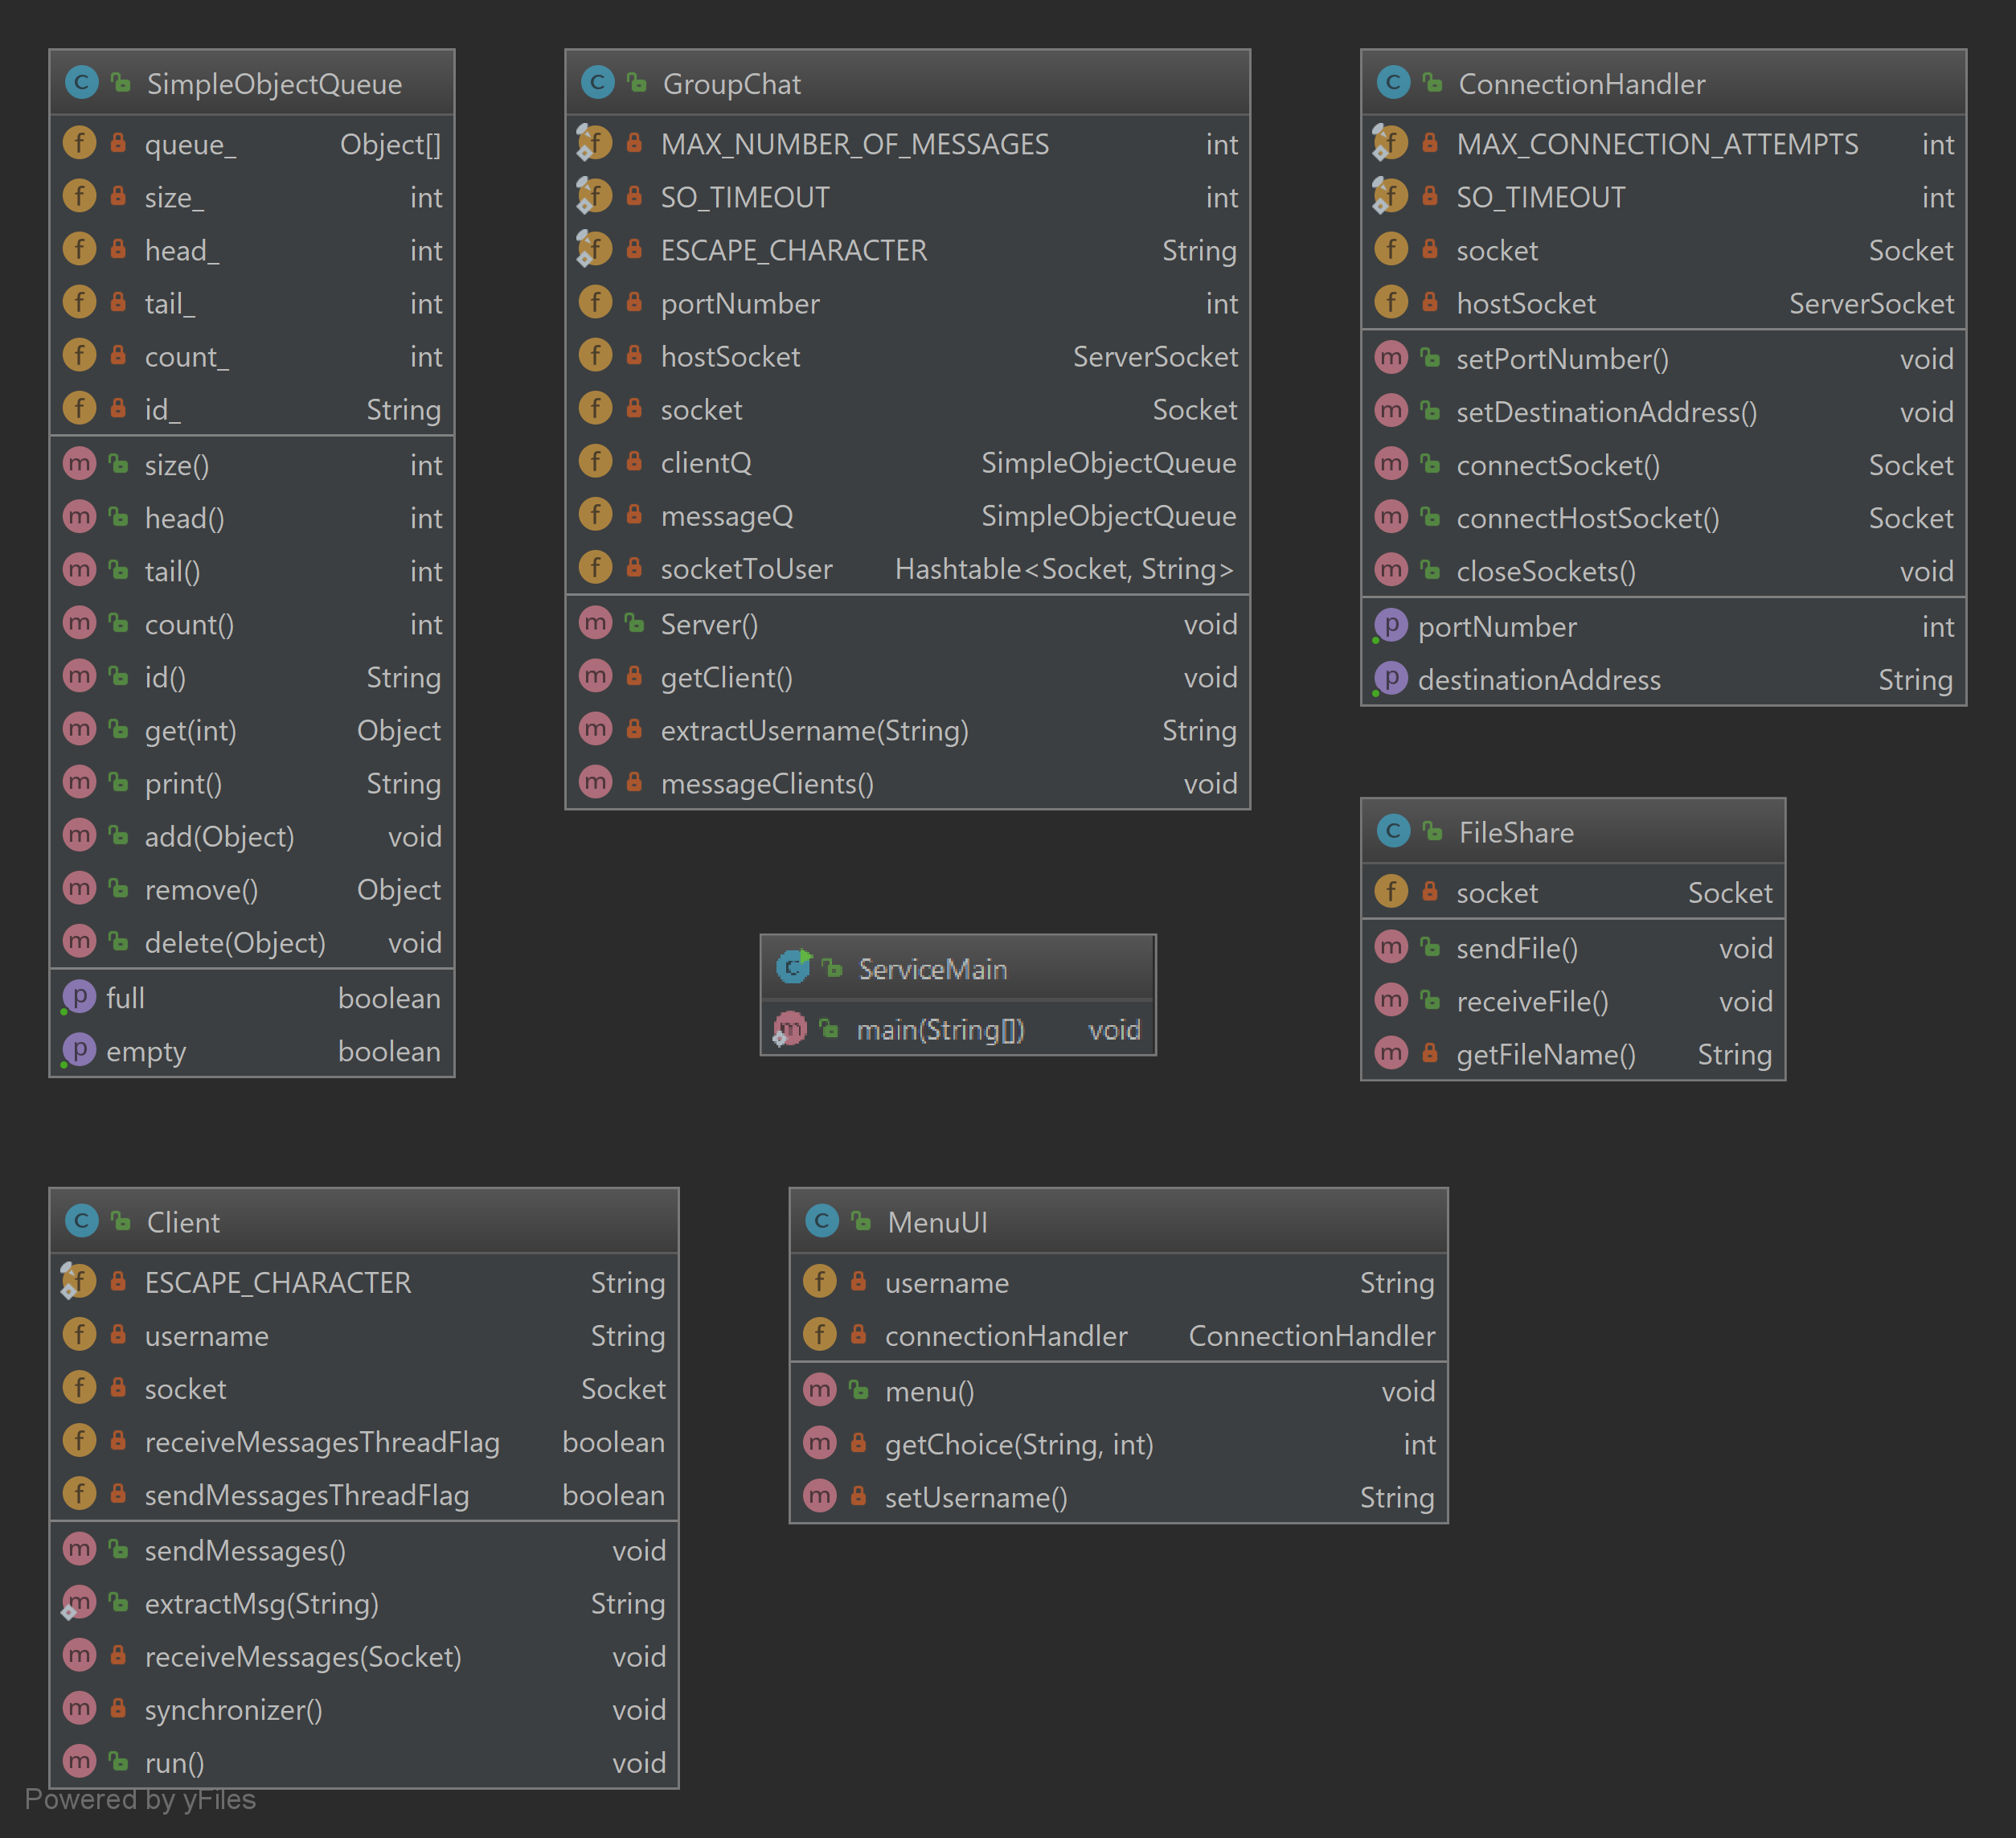 SimpleObjectQueue
queue_ Object[]
size_ int
head_ int
tail_ int
count_ int
id_ String
size() int
head() int
tail() int
count() int
id() String
get(int) Object
print() String
add(Object) void
remove() Object
delete(Object) void
full boolean
empty boolean
GroupChat
MAX_NUMBER_OF_MESSAGES int
SO_TIMEOUT int
ESCAPE_CHARACTER String
portNumber int
hostSocket ServerSocket
socket Socket
clientQ SimpleObjectQueue
messageQ SimpleObjectQueue
socketToUser Hashtable<Socket, String>
Server() void
getClient() void
extractUsername(String) String
messageClients() void
ConnectionHandler
MAX_CONNECTION_ATTEMPTS int
SO_TIMEOUT int
socket Socket
hostSocket ServerSocket
setPortNumber() void
setDestinationAddress() void
connectSocket() Socket
connectHostSocket() Socket
closeSockets() void
portNumber int
destinationAddress String
FileShare
socket Socket
sendFile() void
receiveFile() void
getFileName() String
ServiceMain
main(String[]) void
Client
ESCAPE_CHARACTER String
username String
socket Socket
receiveMessagesThreadFlag boolean
sendMessagesThreadFlag boolean
sendMessages() void
extractMsg(String) String
receiveMessages(Socket) void
synchronizer() void
run() void
MenuUI
username String
connectionHandler ConnectionHandler
menu() void
getChoice(String, int) int
setUsername() String
Powered by yFiles